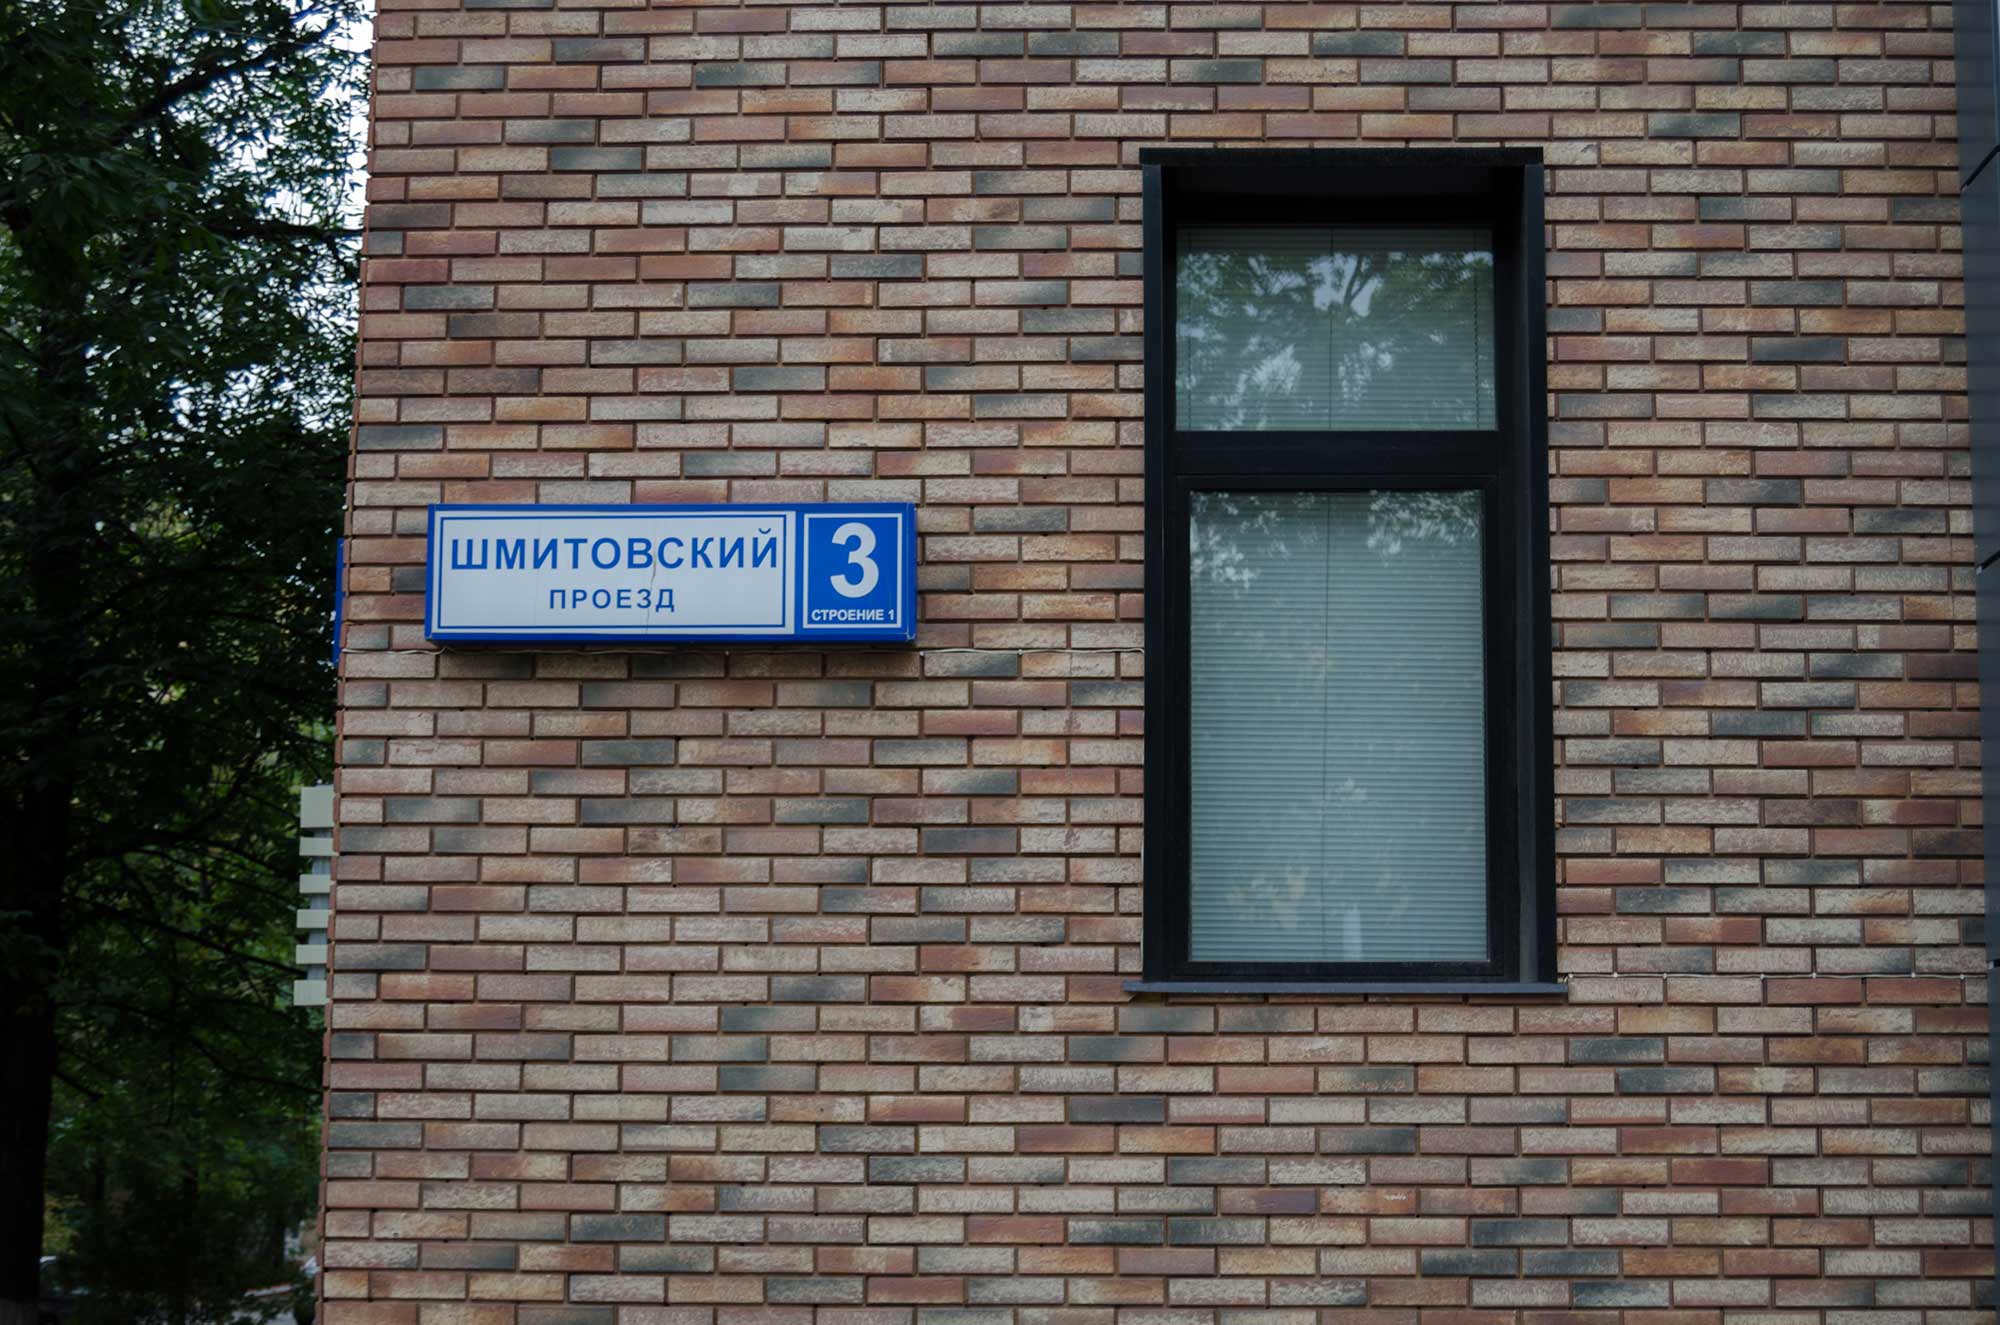 ШМИТОВСКИЙ
ПРОЕЗД
3
СТРОЕНИЕ 1